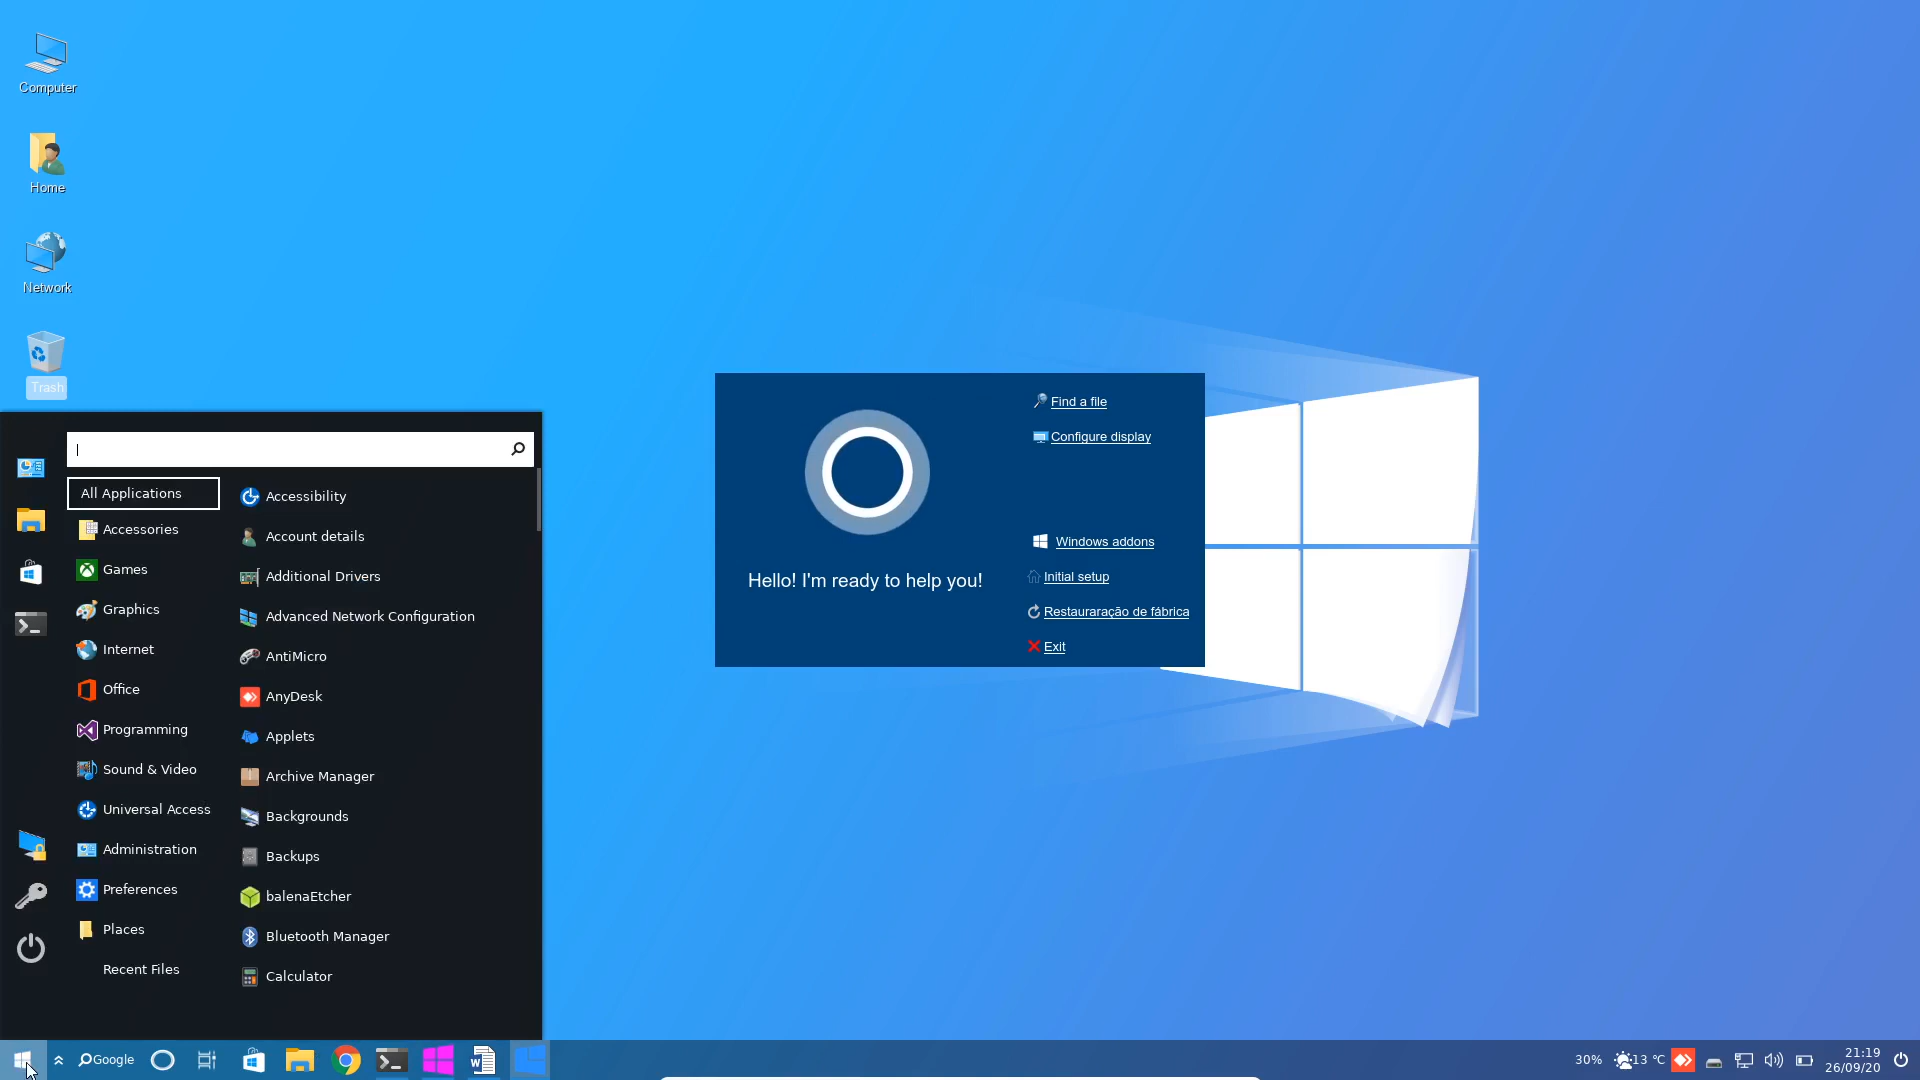 Computer
Home
Network
Trash
All Applications
Accessories
Games
Graphics
Internet
Office
Programming
Sound & Video
Universal Access
Administration
Preferences
Places
Recent Files
Accessibility
Account details
Additional Drivers
Advanced Network Configuration
AntiMicro
AnyDesk
Applets
Archive Manager
Backgrounds
Backups
balenaEtcher
Bluetooth Manager
Calculator
Hello! I'm ready to help you!
Find a file
Configure display
Windows addons
Initial setup
Restauraração de fábrica
Exit
Google
30%
13 ℃
21:19
26/09/20